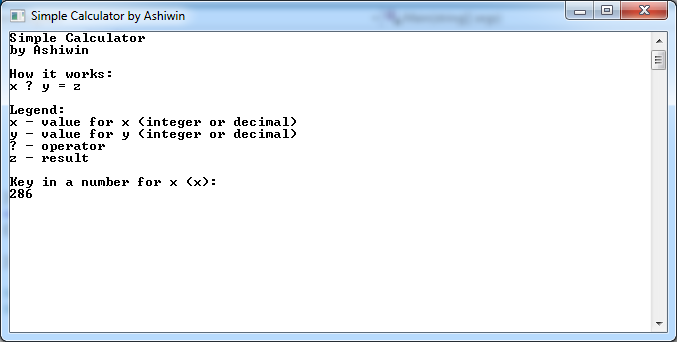 Simple Calculator by Ashiwin
Simple Calculator
by Ashiwin
How it works:
x ? y = z
Legend:
x - value for x (integer or decimal)
y - value for y (integer or decimal)
? - operator
z - result
Key in a number for x (x):
286